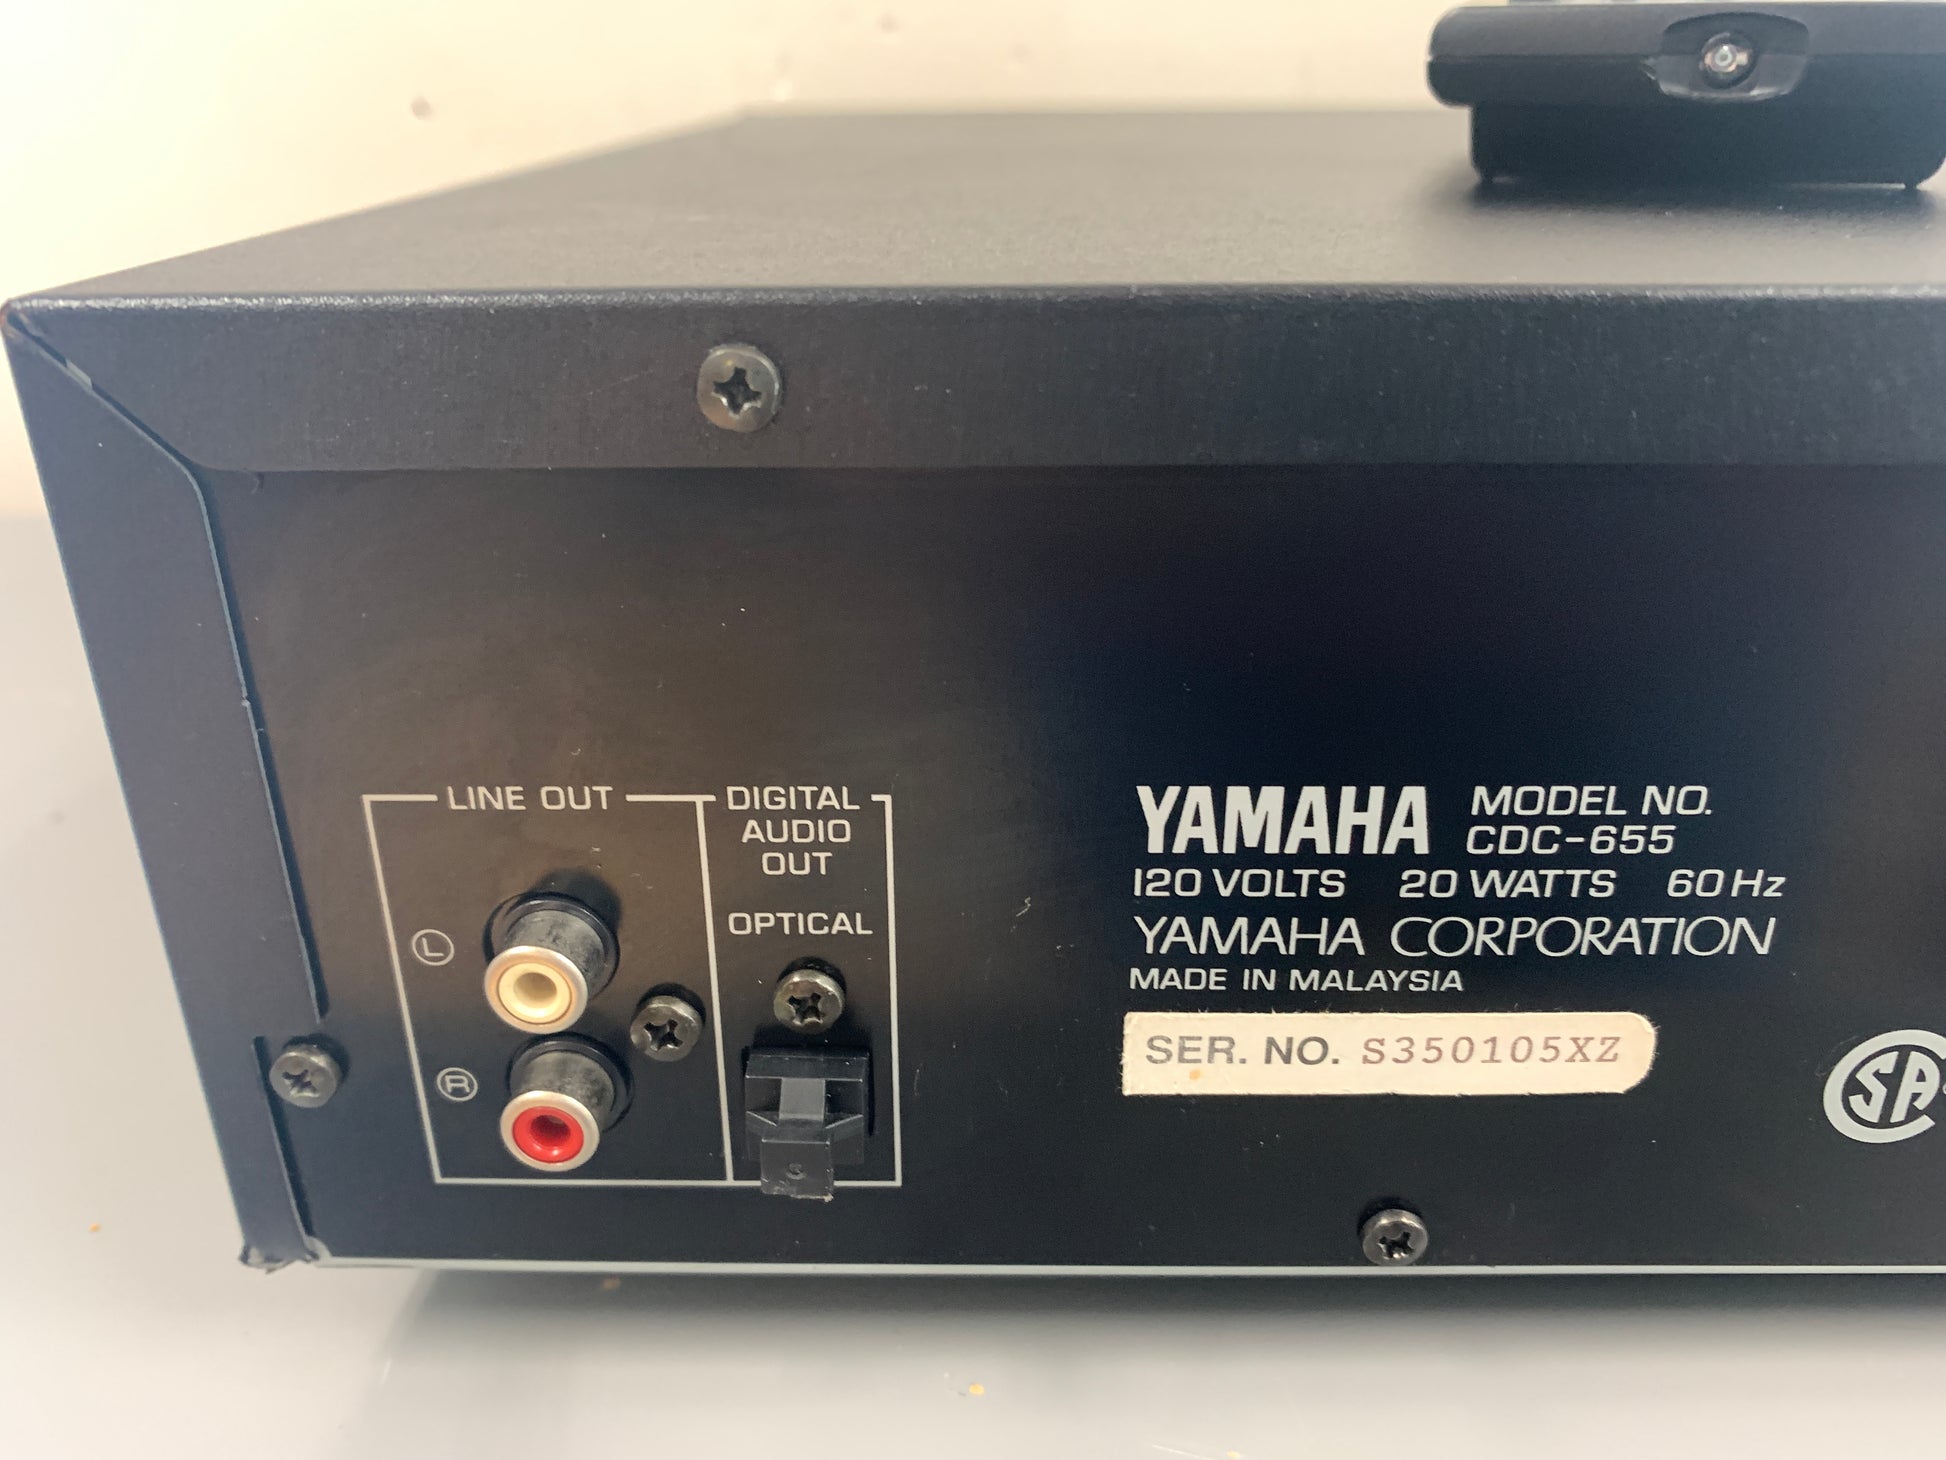 LINE OUT
DIGITAL
AUDIO
OUT
OPTICAL
L
R
YAMAHA MODEL NO.
CDC-655
120 VOLTS 20 WATTS 60 Hz
YAMAHA CORPORATION
MADE IN MALAYSIA
SER. NO. S350105XZ
CSA